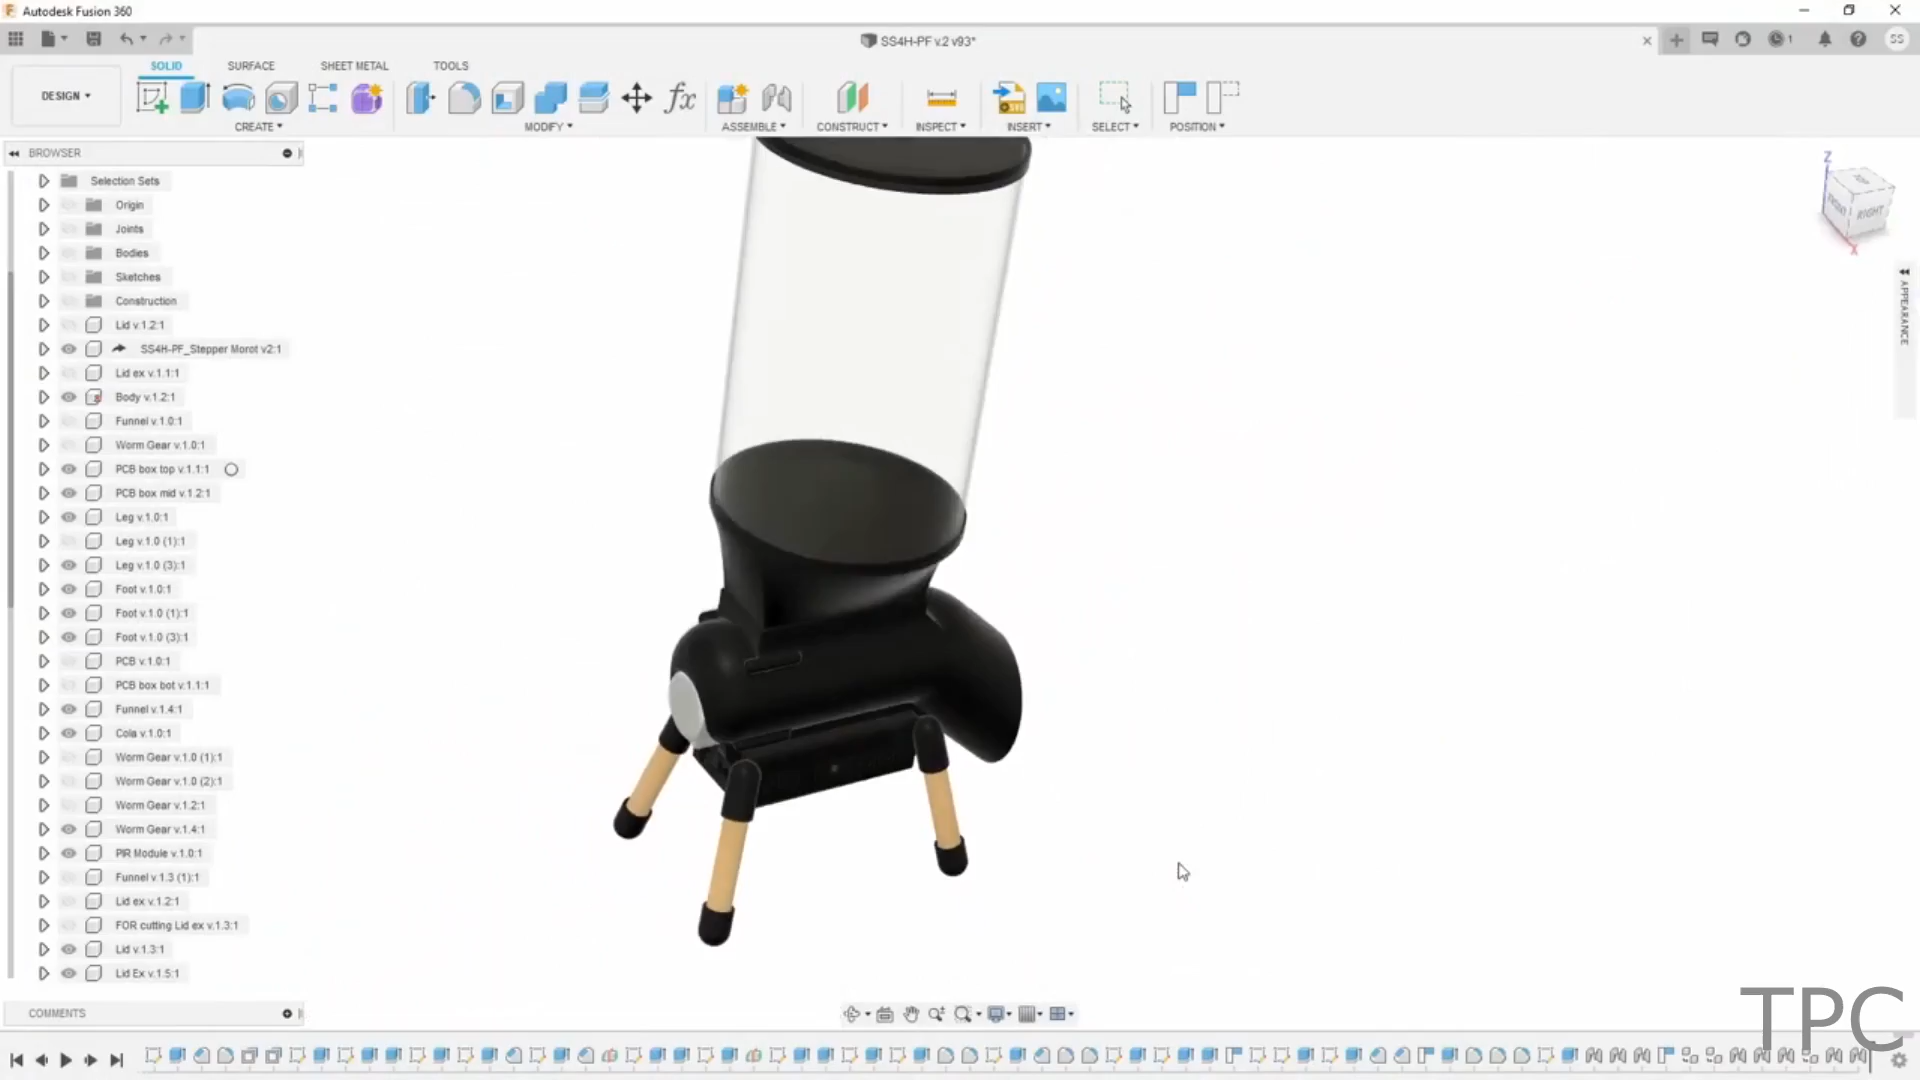 Autodesk Fusion 360
SS4H-PF v.2 v93*
1
SS
DESIGN
SOLID
SURFACE
SHEET METAL
TOOLS
CREATE
MODIFY
ASSEMBLE
CONSTRUCT
INSPECT
INSERT
SELECT
POSITION
BROWSER
Selection Sets
Origin
Joints
Bodies
Sketches
Construction
Lid v.1.2:1
SS4H-PF_Stepper Morot v2:1
Lid ex v.1.1:1
Body v.1.2:1
Funnel v.1.0:1
Worm Gear v.1.0:1
PCB box top v.1.1:1
PCB box mid v.1.2:1
Leg v.1.0:1
Leg v.1.0 (1):1
Leg v.1.0 (3):1
Foot v.1.0:1
Foot v.1.0 (1):1
Foot v.1.0 (3):1
PCB v.1.0:1
PCB box bot v.1.1:1
Funnel v.1.4:1
Cola v.1.0:1
Worm Gear v.1.0 (1):1
Worm Gear v.1.0 (2):1
Worm Gear v.1.2:1
Worm Gear v.1.4:1
PIR Module v.1.0:1
Funnel v.1.3 (1):1
Lid ex v.1.2:1
FOR cutting Lid ex v.1.3:1
Lid v.1.3:1
Lid Ex v.1.5:1
COMMENTS
Z
TOP
FRONT
RIGHT
X
APPEARANCE
TPC